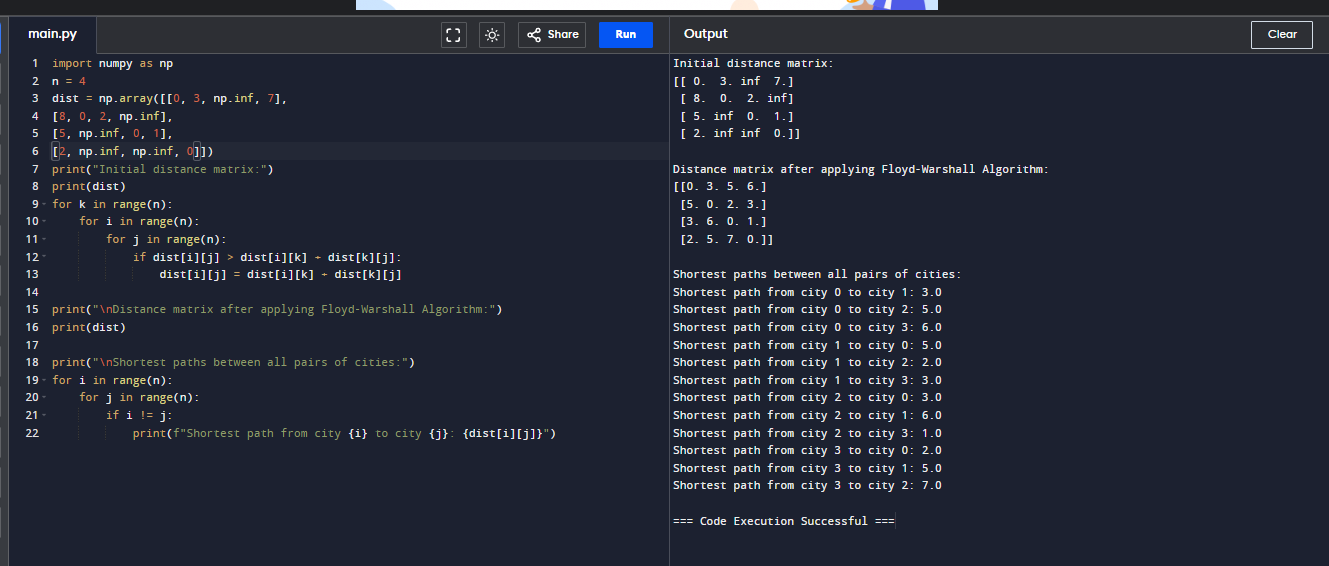 main.py
Share
Run
Output
Clear
1 import numpy as np
2 n = 4
3 dist = np.array([[0, 3, np.inf, 7],
4 [8, 0, 2, np.inf],
5 [5, np.inf, 0, 1],
6 [2, np.inf, np.inf, 0]])
7 print("Initial distance matrix:")
8 print(dist)
9 for k in range(n):
10     for i in range(n):
11         for j in range(n):
12             if dist[i][j] > dist[i][k] + dist[k][j]:
13                 dist[i][j] = dist[i][k] + dist[k][j]
14
15 print("\nDistance matrix after applying Floyd-Warshall Algorithm:")
16 print(dist)
17
18 print("\nShortest paths between all pairs of cities:")
19 for i in range(n):
20     for j in range(n):
21         if i != j:
22             print(f"Shortest path from city {i} to city {j}: {dist[i][j]}")
Initial distance matrix:
[[ 0.  3. inf  7.]
 [ 8.  0.  2. inf]
 [ 5. inf  0.  1.]
 [ 2. inf inf  0.]]
Distance matrix after applying Floyd-Warshall Algorithm:
[[0. 3. 5. 6.]
 [5. 0. 2. 3.]
 [3. 6. 0. 1.]
 [2. 5. 7. 0.]]
Shortest paths between all pairs of cities:
Shortest path from city 0 to city 1: 3.0
Shortest path from city 0 to city 2: 5.0
Shortest path from city 0 to city 3: 6.0
Shortest path from city 1 to city 0: 5.0
Shortest path from city 1 to city 2: 2.0
Shortest path from city 1 to city 3: 3.0
Shortest path from city 2 to city 0: 3.0
Shortest path from city 2 to city 1: 6.0
Shortest path from city 2 to city 3: 1.0
Shortest path from city 3 to city 0: 2.0
Shortest path from city 3 to city 1: 5.0
Shortest path from city 3 to city 2: 7.0
=== Code Execution Successful ===